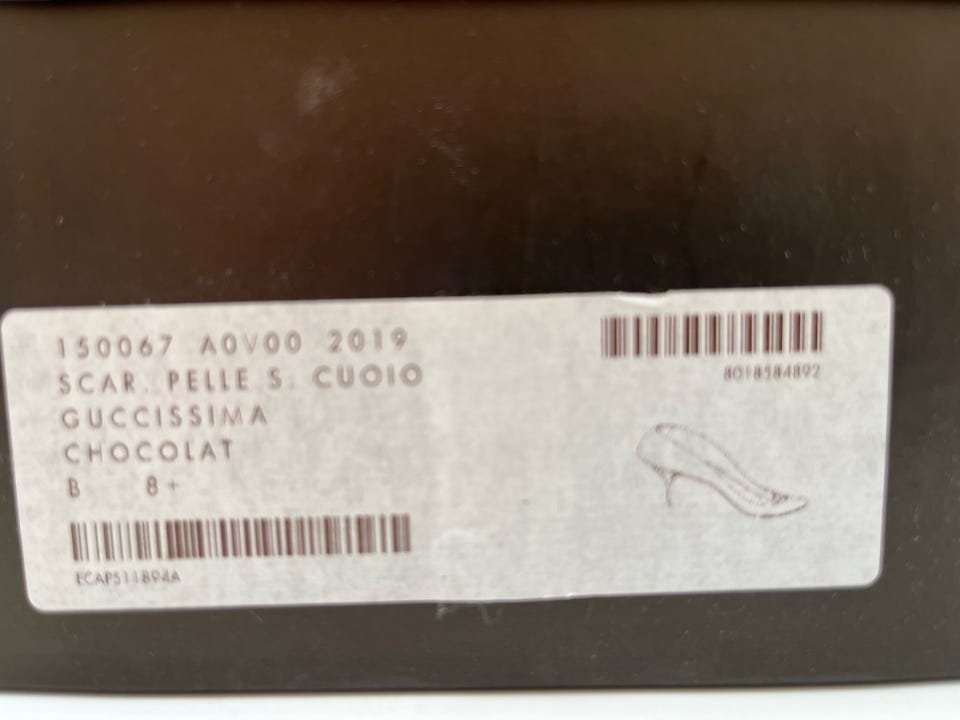 150067 A0V00 2019
SCAR. PELLE S. CUOIO
GUCCISSIMA
CHOCOLAT
B 8+
ECAP511894A
8018584892